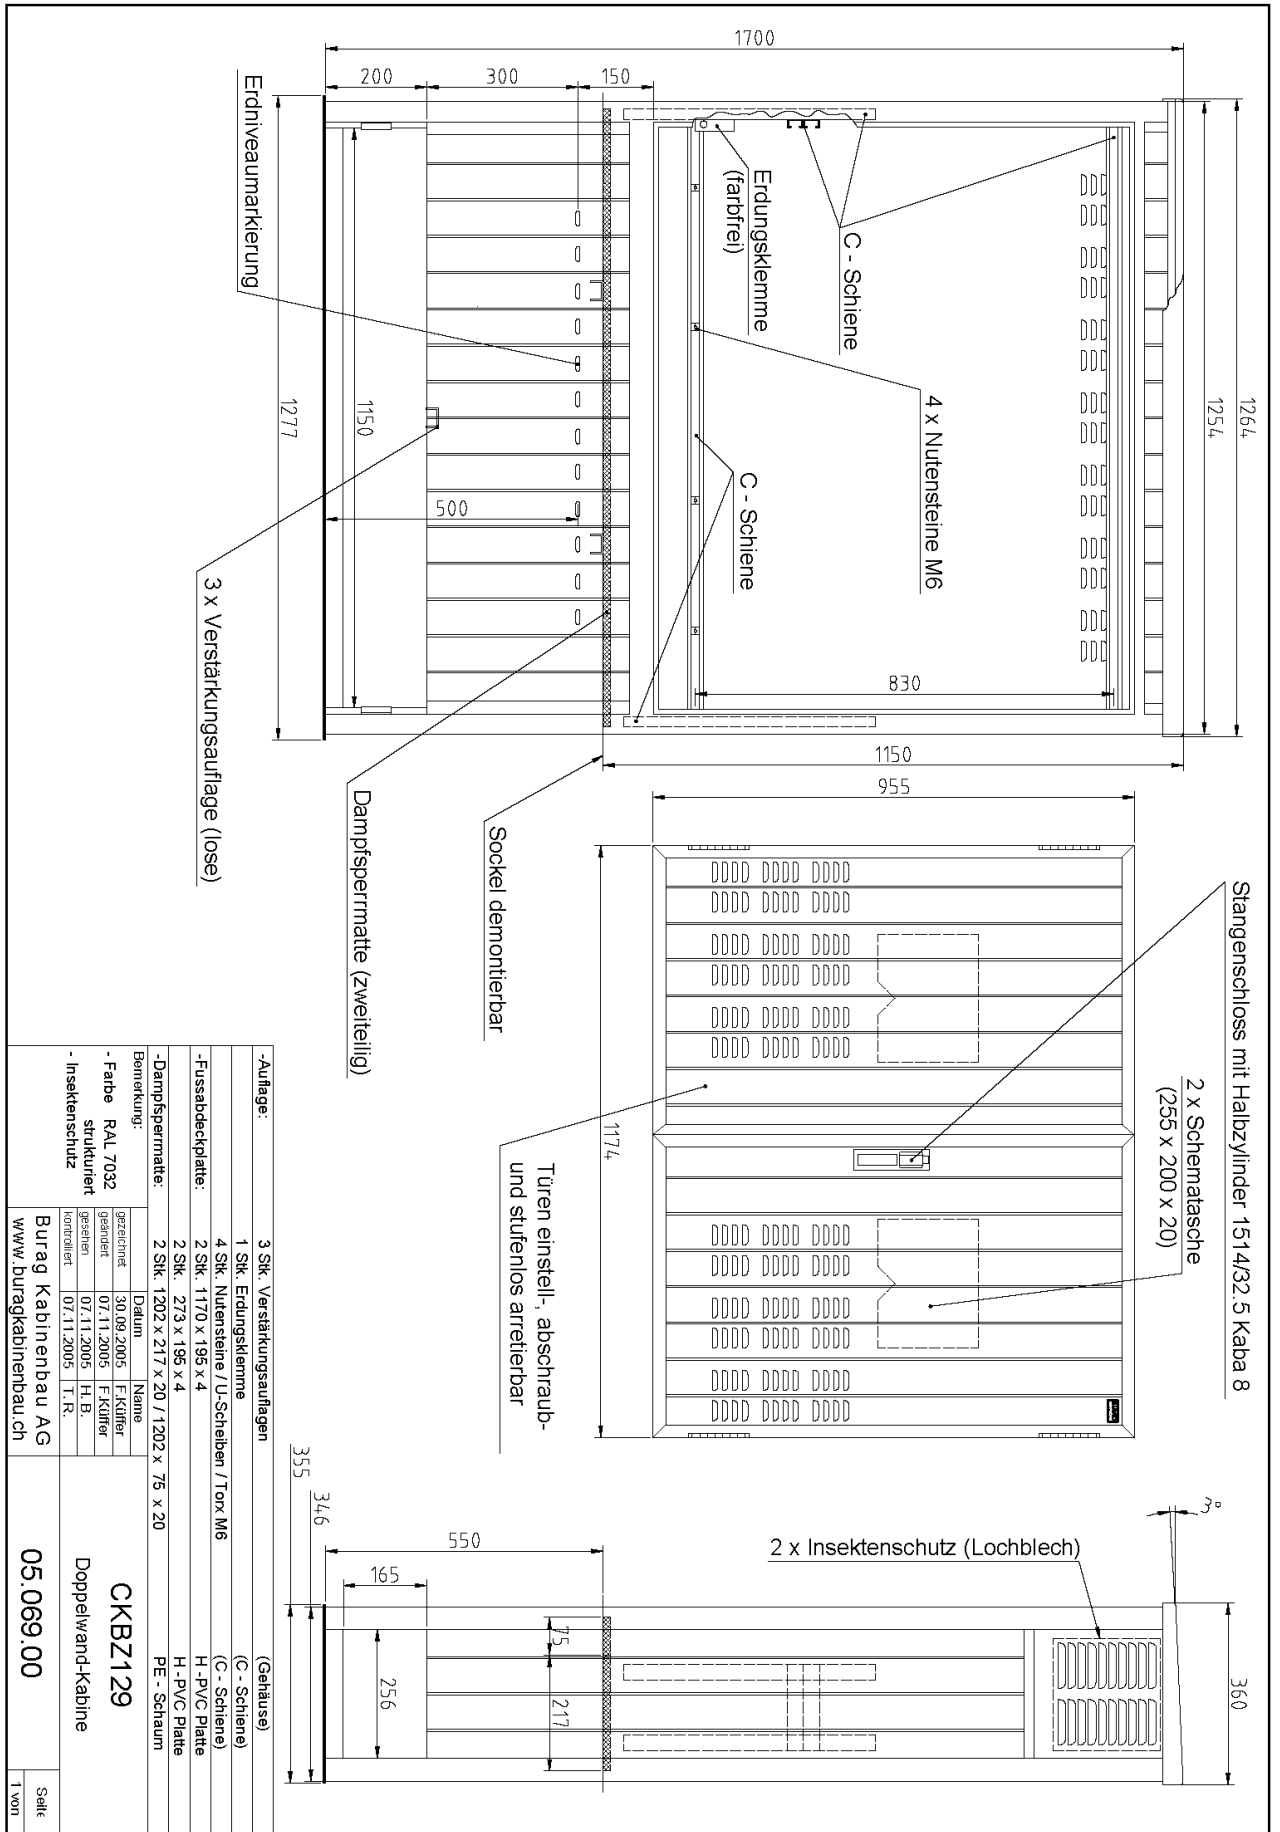 1264
1254
1700
200
300
150
Erdniveaumarkierung
Erdungsklemme
(farbfrei)
C - Schiene
4 x Nutensteine M6
C - Schiene
830
1150
500
1150
1277
3 x Verstärkungsauflage (lose)
Dampfsperrmatte (zweiteilig)
Sockel demontierbar
955
Stangenschloss mit Halbzylinder 1514/32.5 Kaba 8
2 x Schematasche
(255 x 200 x 20)
1174
Türen einstell-, abschraub-
und stufenlos arretierbar
3°
360
2 x Insektenschutz (Lochblech)
550
165
75
217
256
346
355
-Auflage: 3 Stk. Verstärkungsauflagen (Gehäuse)
1 Stk. Erdungsklemme (C - Schiene)
4 Stk. Nutensteine / U-Scheiben / Torx M6 (C - Schiene)
-Fussabdeckplatte: 2 Stk. 1170 x 195 x 4 H -PVC Platte
2 Stk. 273 x 195 x 4 H -PVC Platte
-Dampfsperrmatte: 2 Stk. 1202 x 217 x 20 / 1202 x 75 x 20 PE - Schaum
Bemerkung:
- Farbe RAL 7032
strukturiert
- Insektenschutz
Datum Name
gezeichnet 30.09.2005 F.Küffer
geändert 07.11.2005 F.Küffer
gesehen 07.11.2005 H.B.
kontrolliert 07.11.2005 T.R.
Burag Kabinenbau AG
www.buragkabinenbau.ch
CKBZ129
Doppelwand-Kabine
05.069.00
Seite
1 von